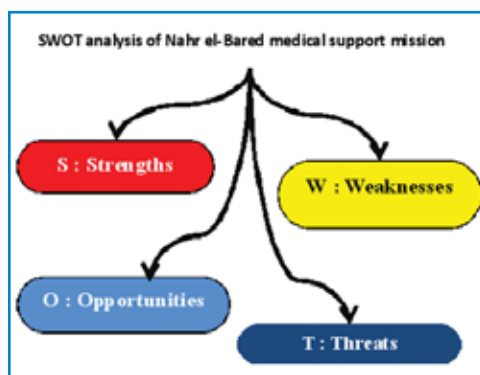 SWOT analysis of Nahr el-Bared medical support mission
S : Strengths
W : Weaknesses
O : Opportunities
T : Threats